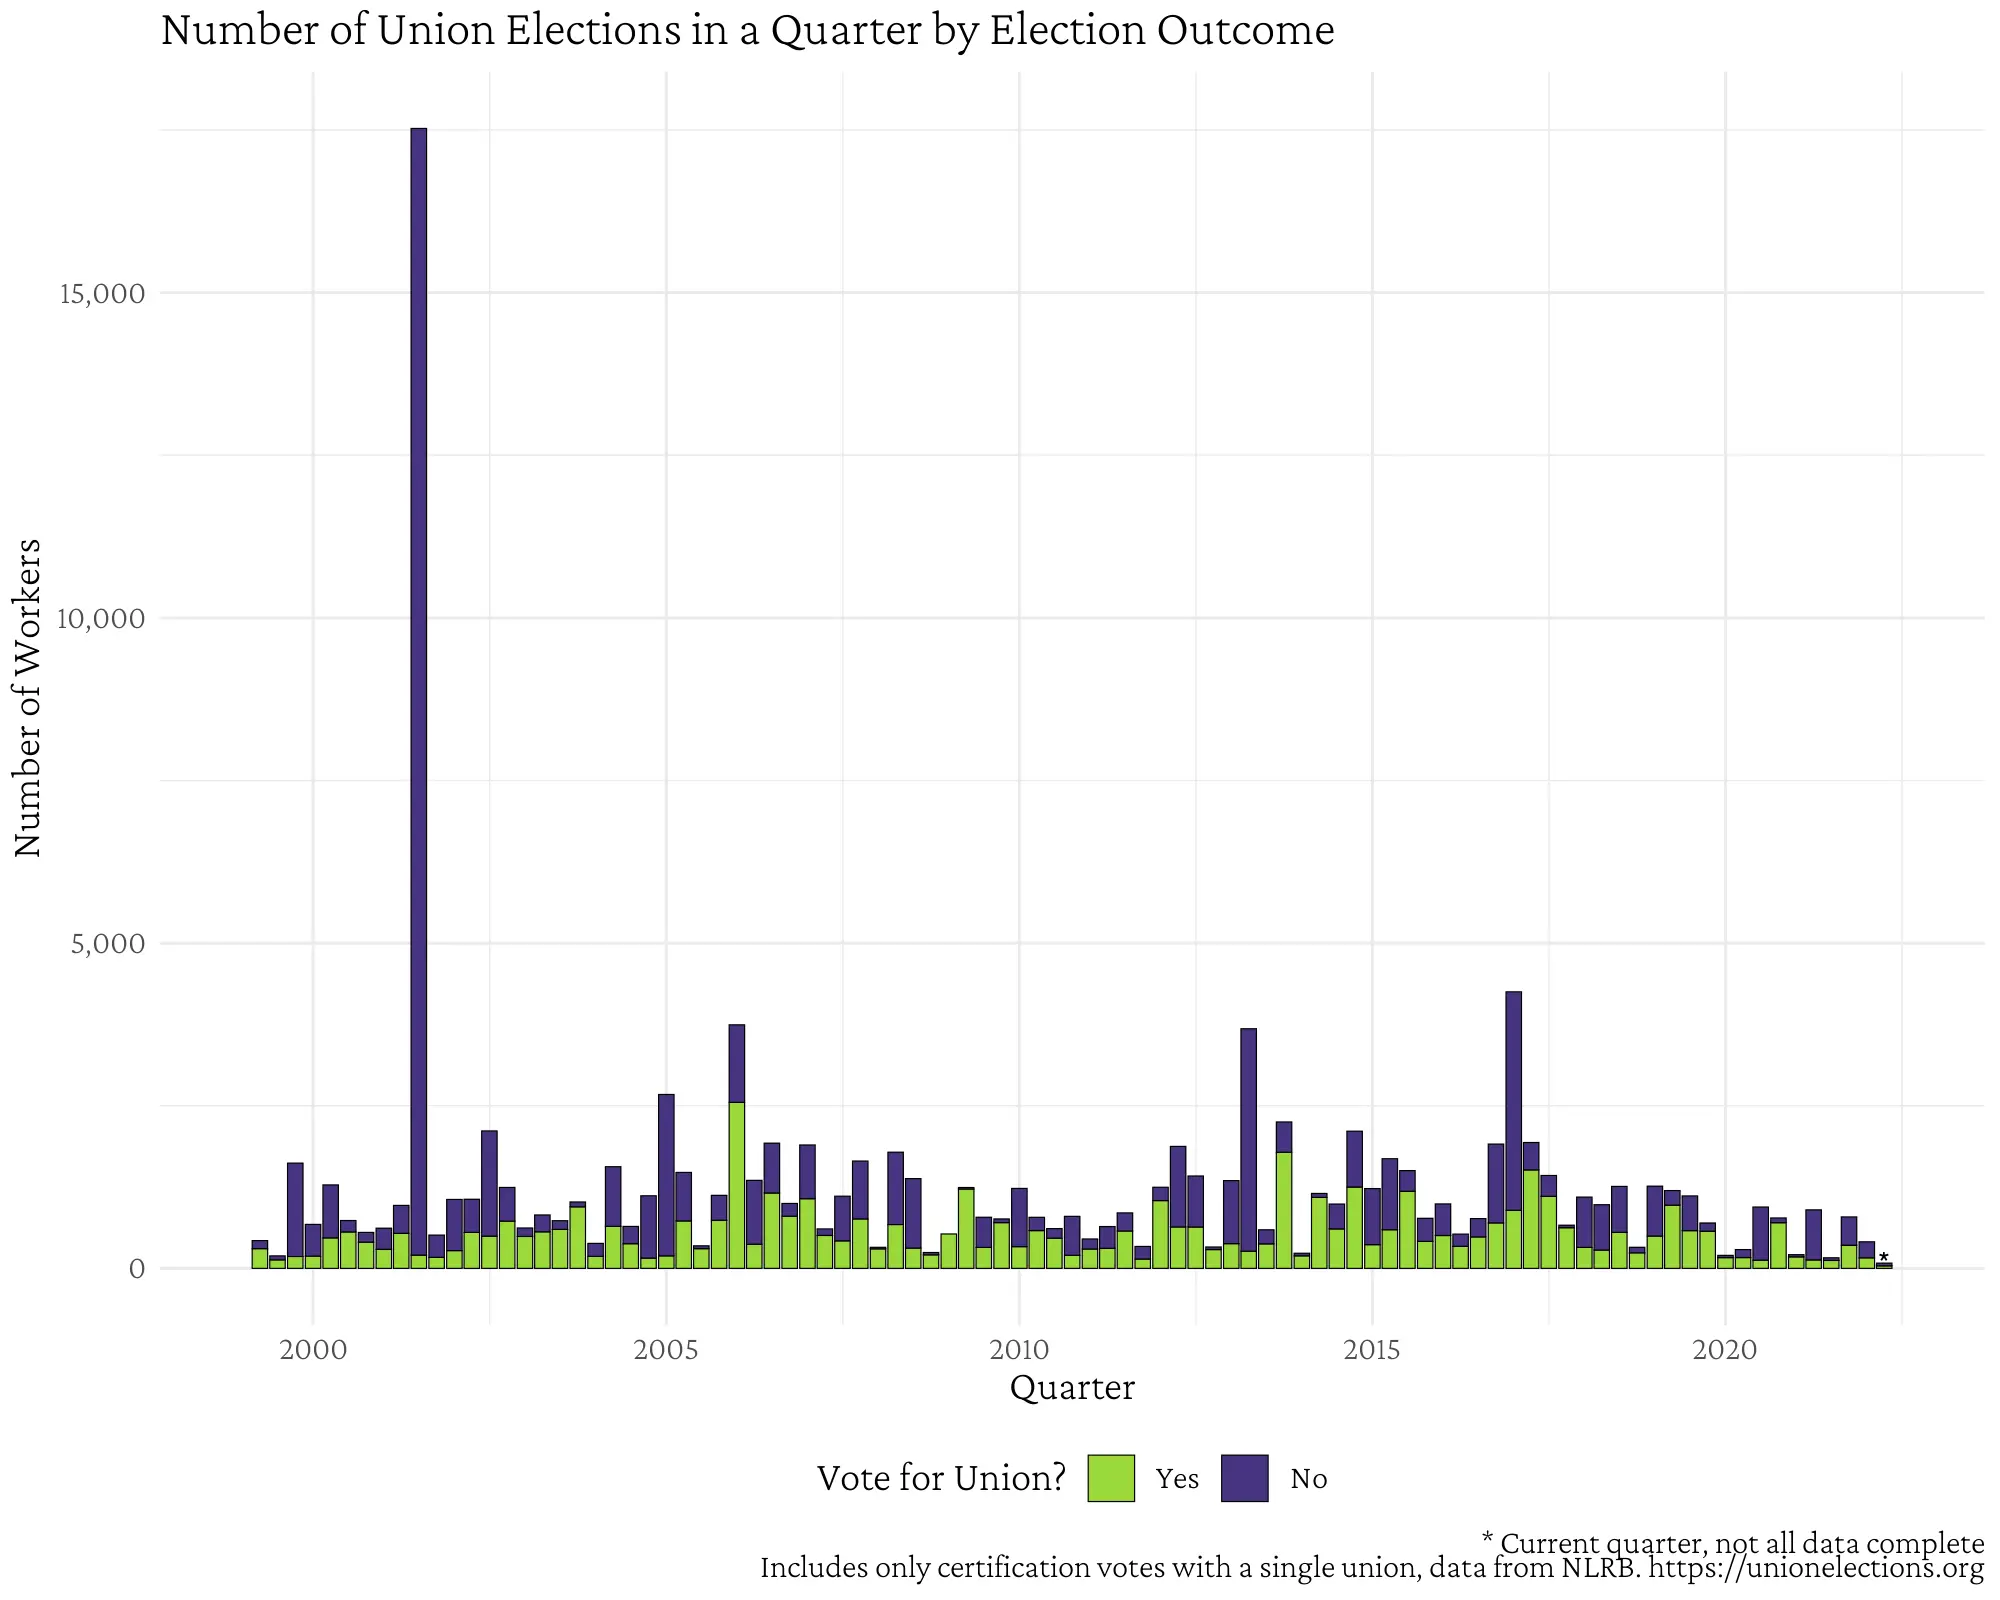 Number of Union Elections in a Quarter by Election Outcome
Number of Workers
15,000
10,000
5,000
0
*
2000 2005 2010 2015 2020
Quarter
Vote for Union? Yes No
* Current quarter, not all data complete
Includes only certification votes with a single union, data from NLRB. https://unionelections.org